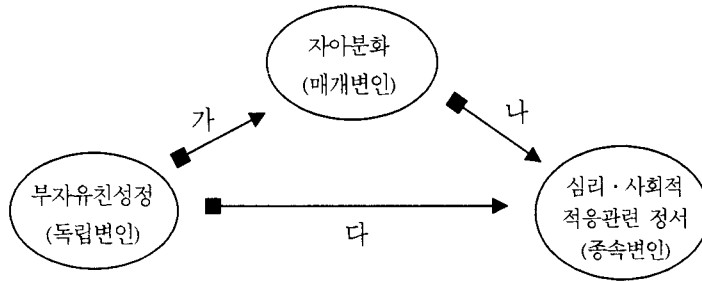 자아분화
(매개변인)
가
나
부자유친성정
(독립변인)
다
심리·사회적
적응관련 정서
(종속변인)